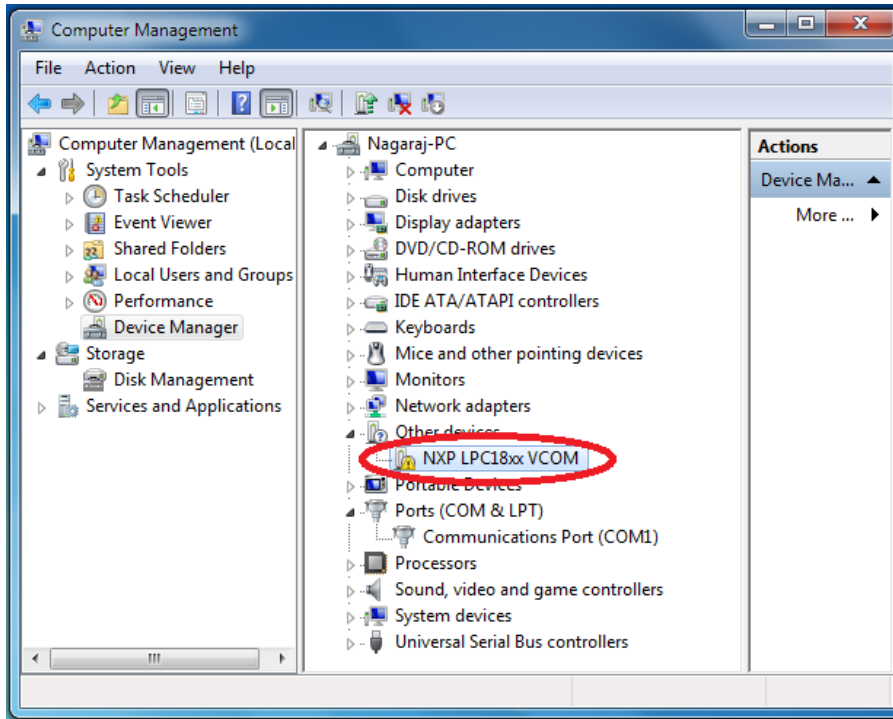 Computer Management
File Action View Help
Computer Management (Local
System Tools
Task Scheduler
Event Viewer
Shared Folders
Local Users and Groups
Performance
Device Manager
Storage
Disk Management
Services and Applications
Nagaraj-PC
Computer
Disk drives
Display adapters
DVD/CD-ROM drives
Human Interface Devices
IDE ATA/ATAPI controllers
Keyboards
Mice and other pointing devices
Monitors
Network adapters
Other devices
NXP LPC18xx VCOM
Portable Devices
Ports (COM & LPT)
Communications Port (COM1)
Processors
Sound, video and game controllers
System devices
Universal Serial Bus controllers
Actions
Device Ma...
More ...